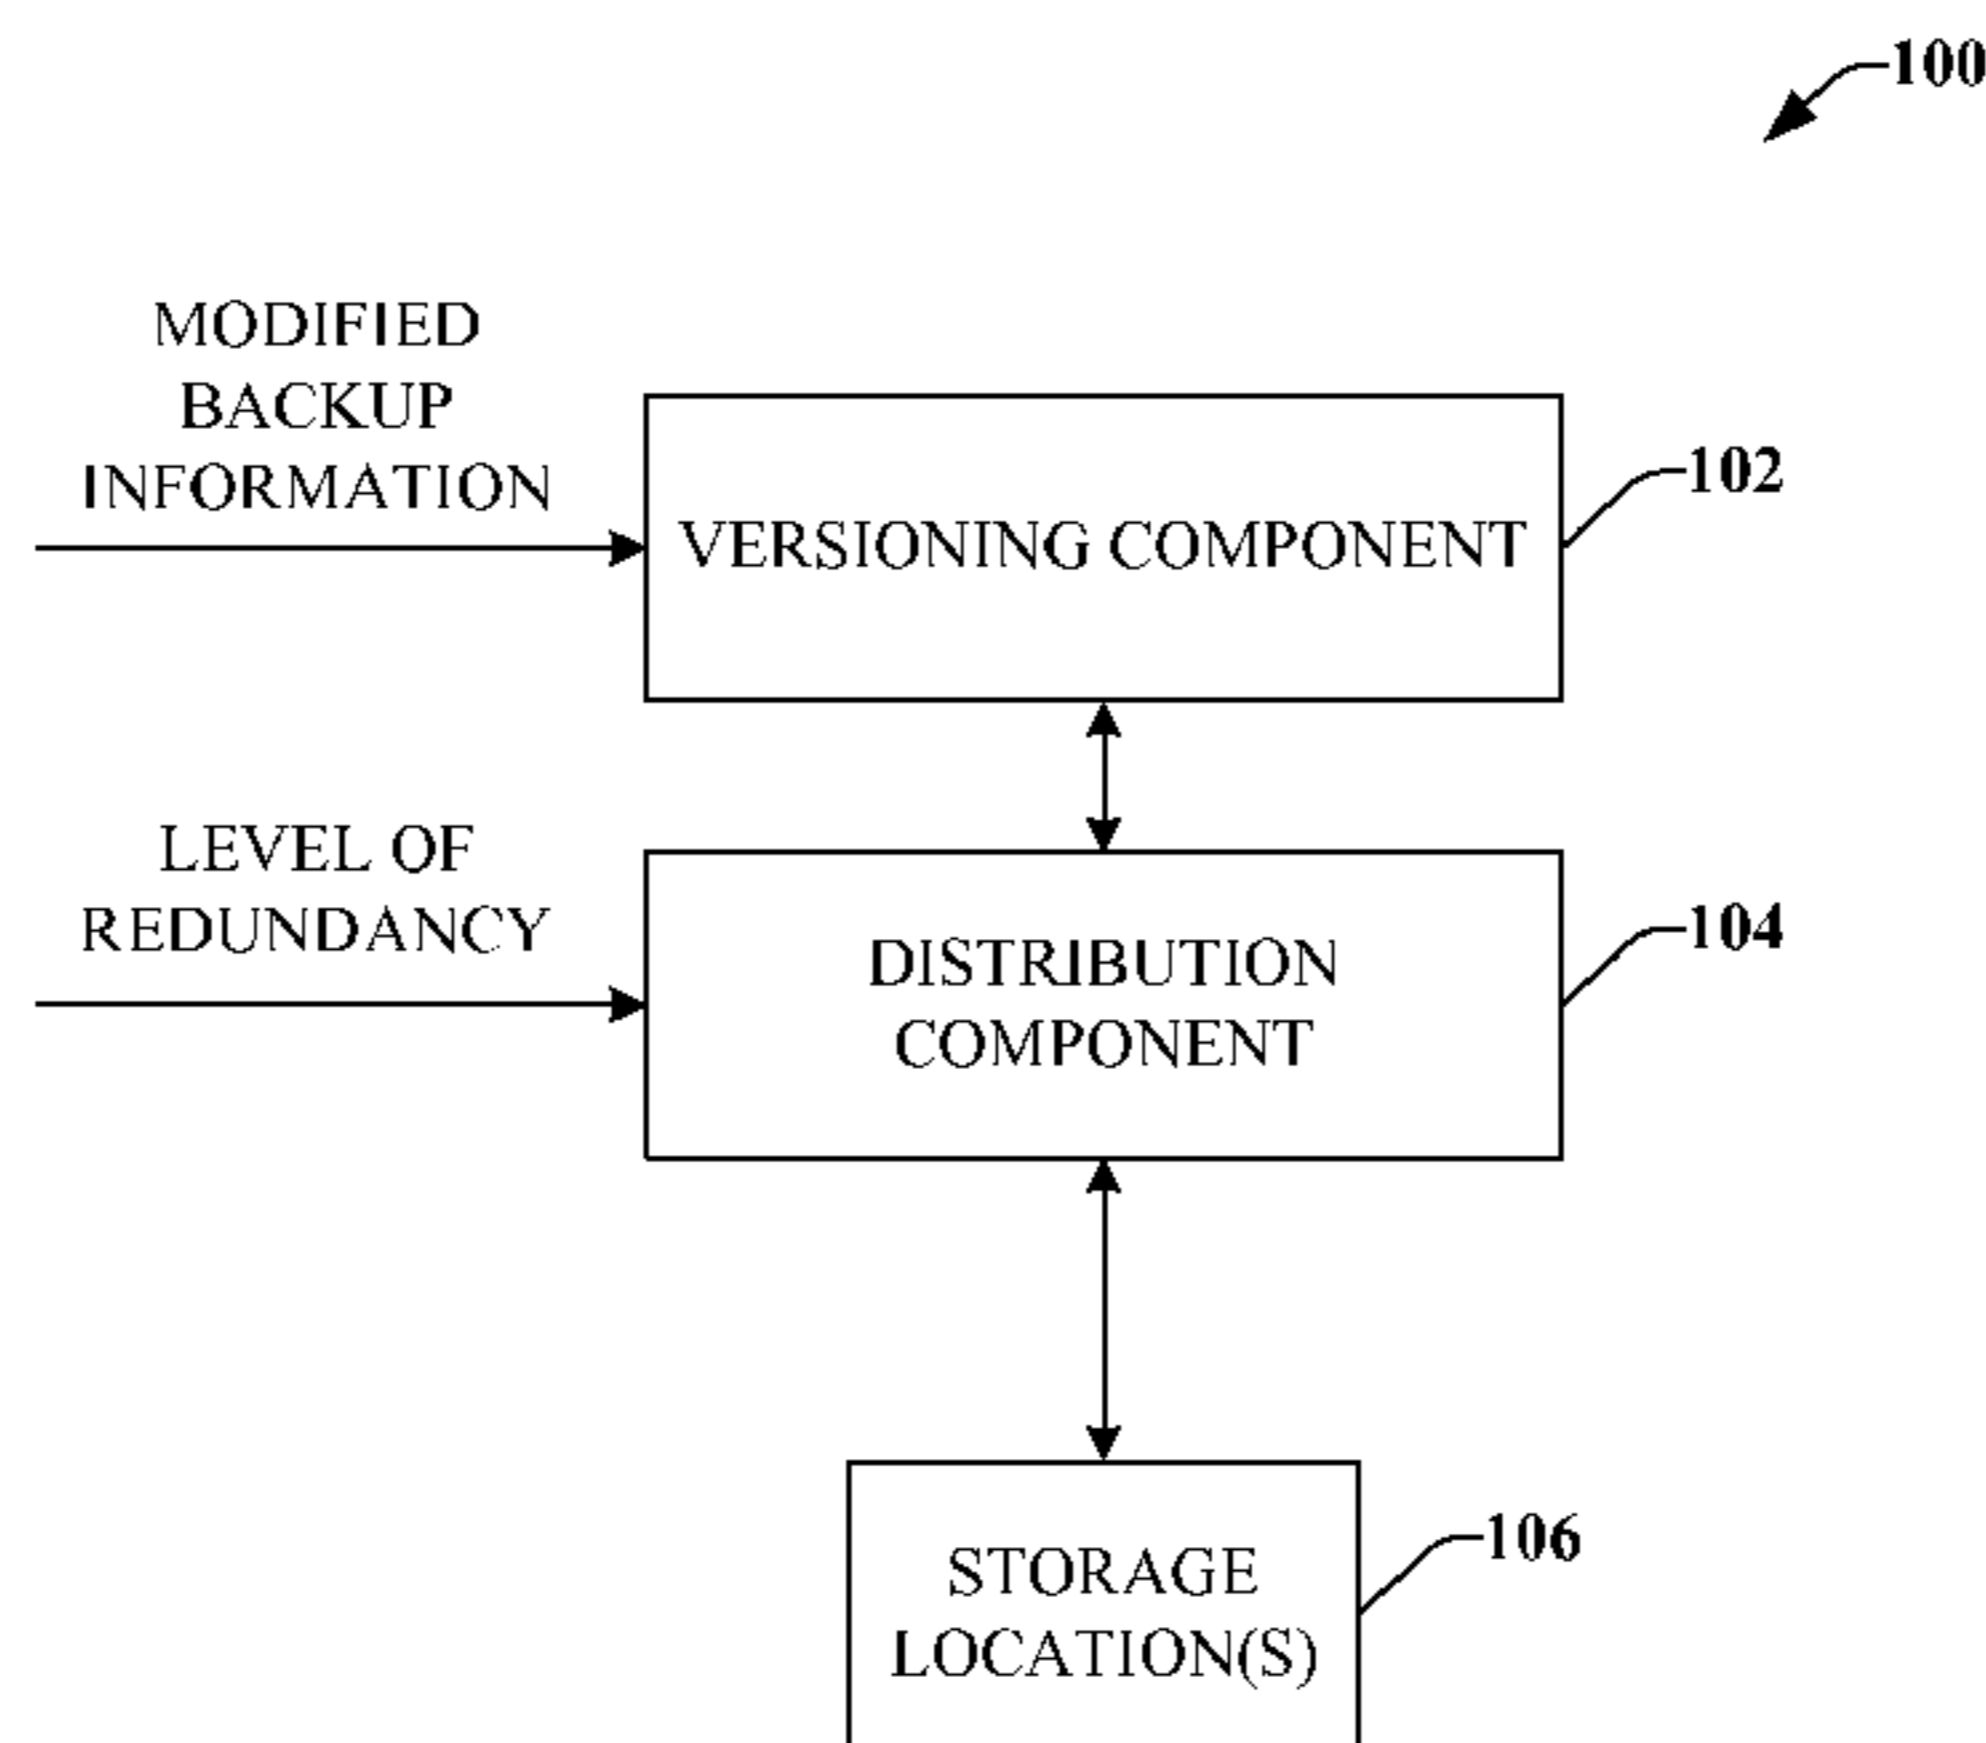 100
MODIFIED
BACKUP
INFORMATION
VERSIONING COMPONENT
102
LEVEL OF
REDUNDANCY
DISTRIBUTION
COMPONENT
104
STORAGE
LOCATION(S)
106